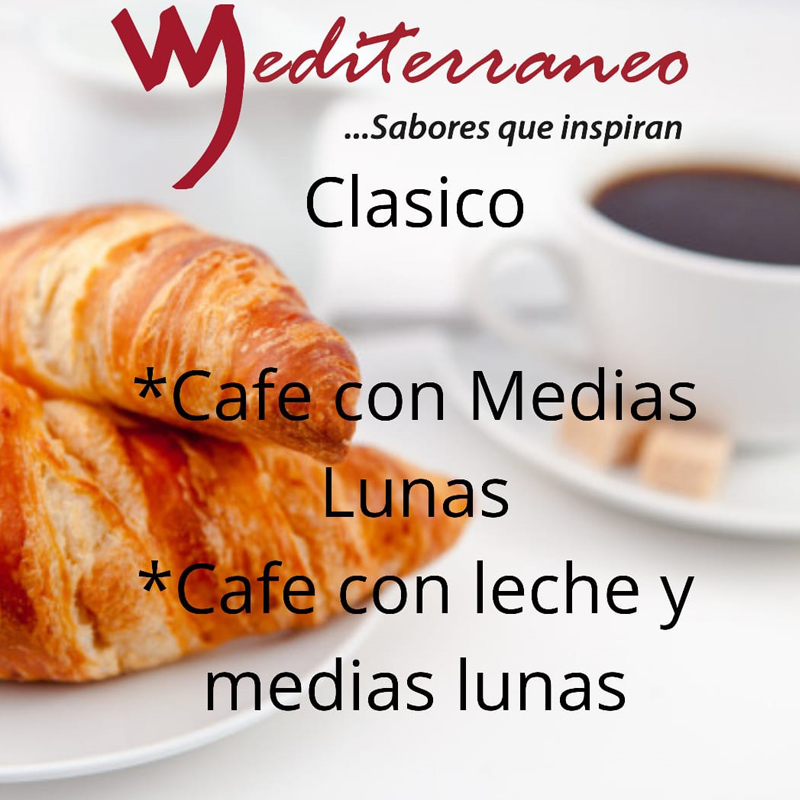 Mediterraneo
...Sabores que inspiran
Clasico
*Cafe con Medias
Lunas
*Cafe con leche y
medias lunas